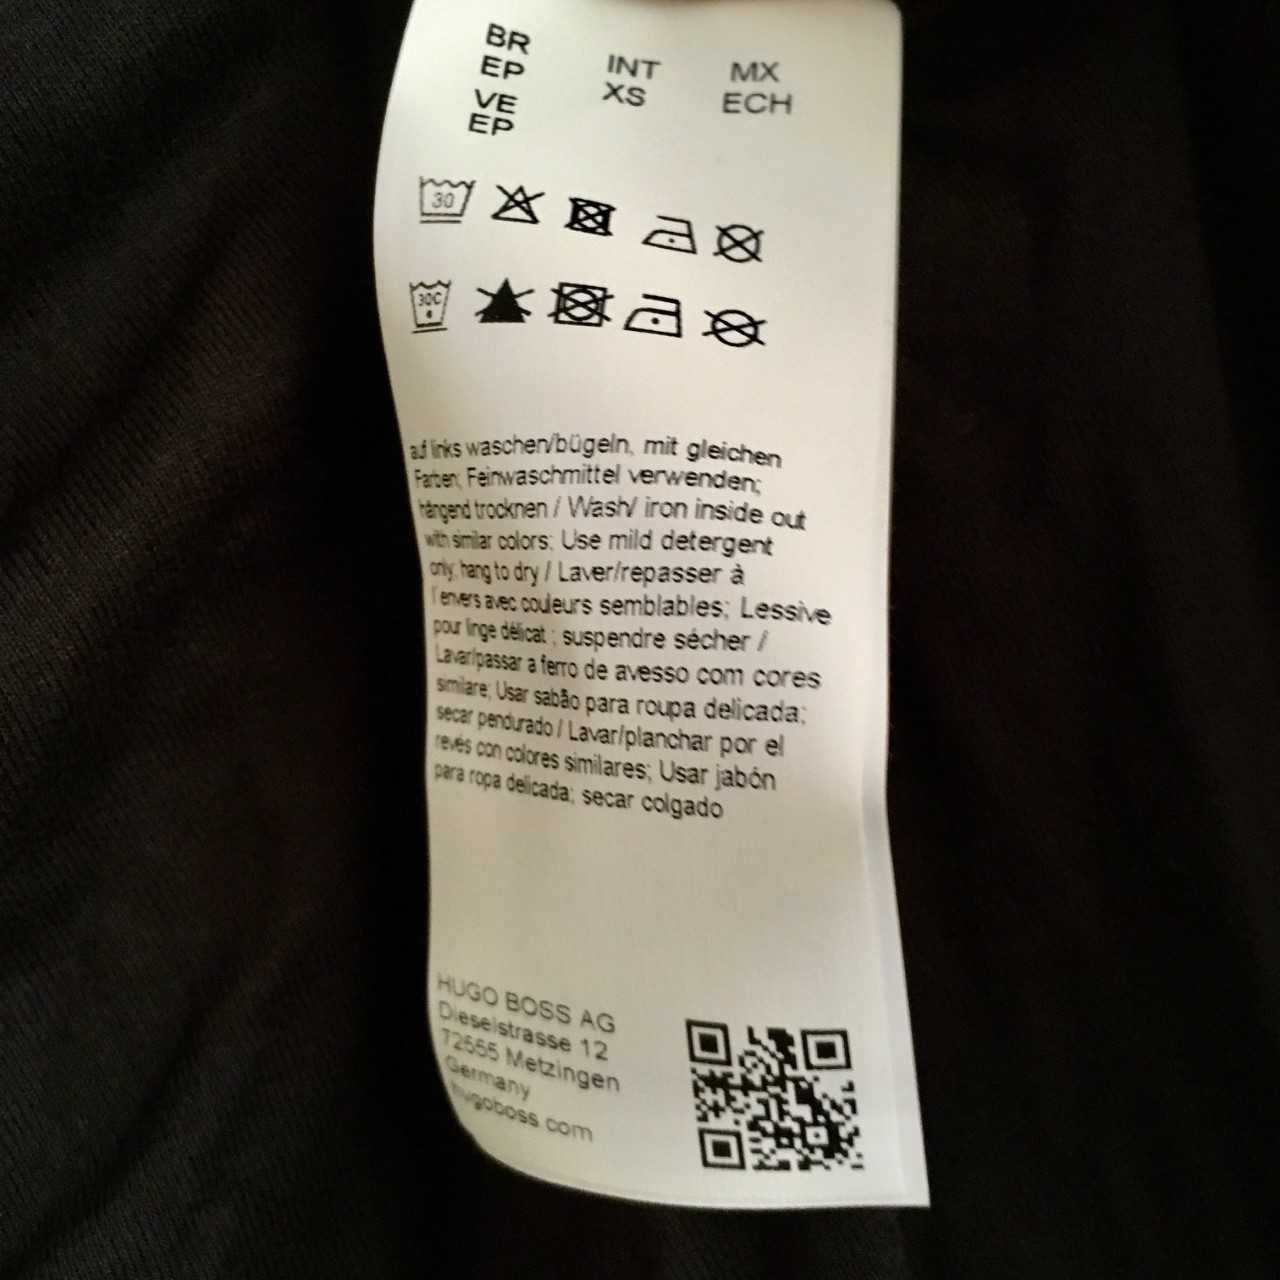 BR
EP
VE
EP
INT
XS
MX
ECH
30
30C
auf links waschen/bügeln, mit gleichen
Farben; Feinwaschmittel verwenden;
hängend trocknen / Wash/ iron inside out
with similar colors; Use mild detergent
only; hang to dry / Laver/repasser à
l'envers avec couleurs semblables; Lessive
pour linge délicat ; suspendre sécher /
Lavar/passar a ferro de avesso com cores
similare; Usar sabão para roupa delicada;
secar pendurado / Lavar/planchar por el
revés con colores similares; Usar jabón
para ropa delicada; secar colgado
HUGO BOSS AG
Dieselstrasse 12
72555 Metzingen
Germany
hugoboss.com